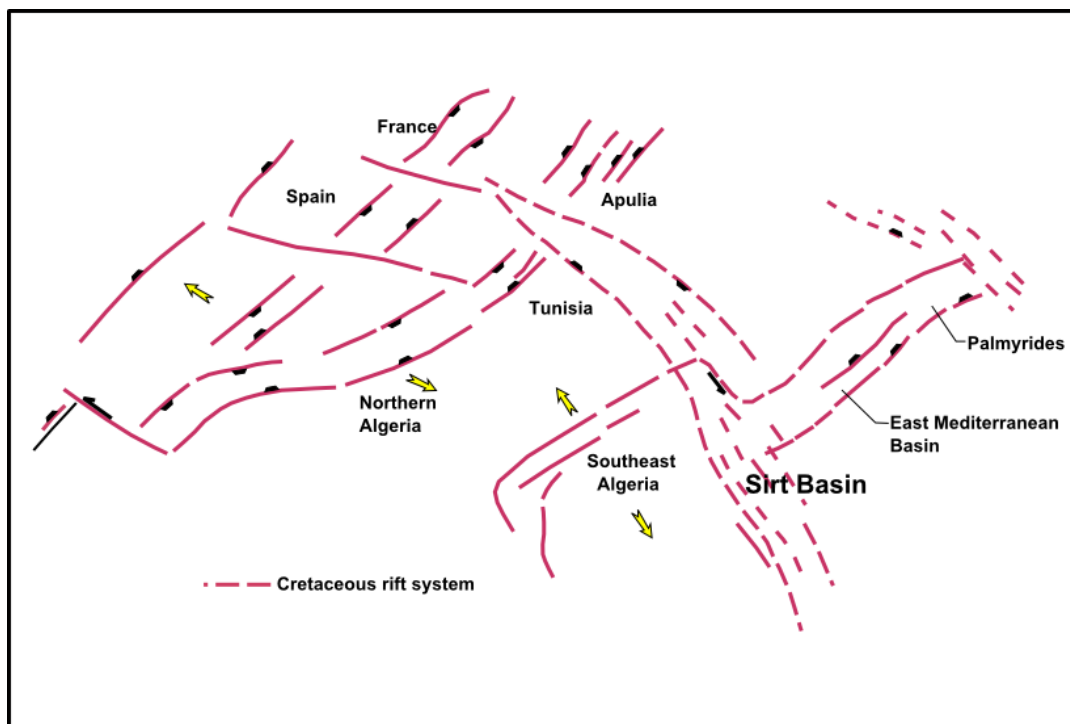 France
Spain
Apulia
Tunisia
Palmyrides
Northern
Algeria
East Mediterranean
Basin
Southeast
Algeria
Sirt Basin
Cretaceous rift system